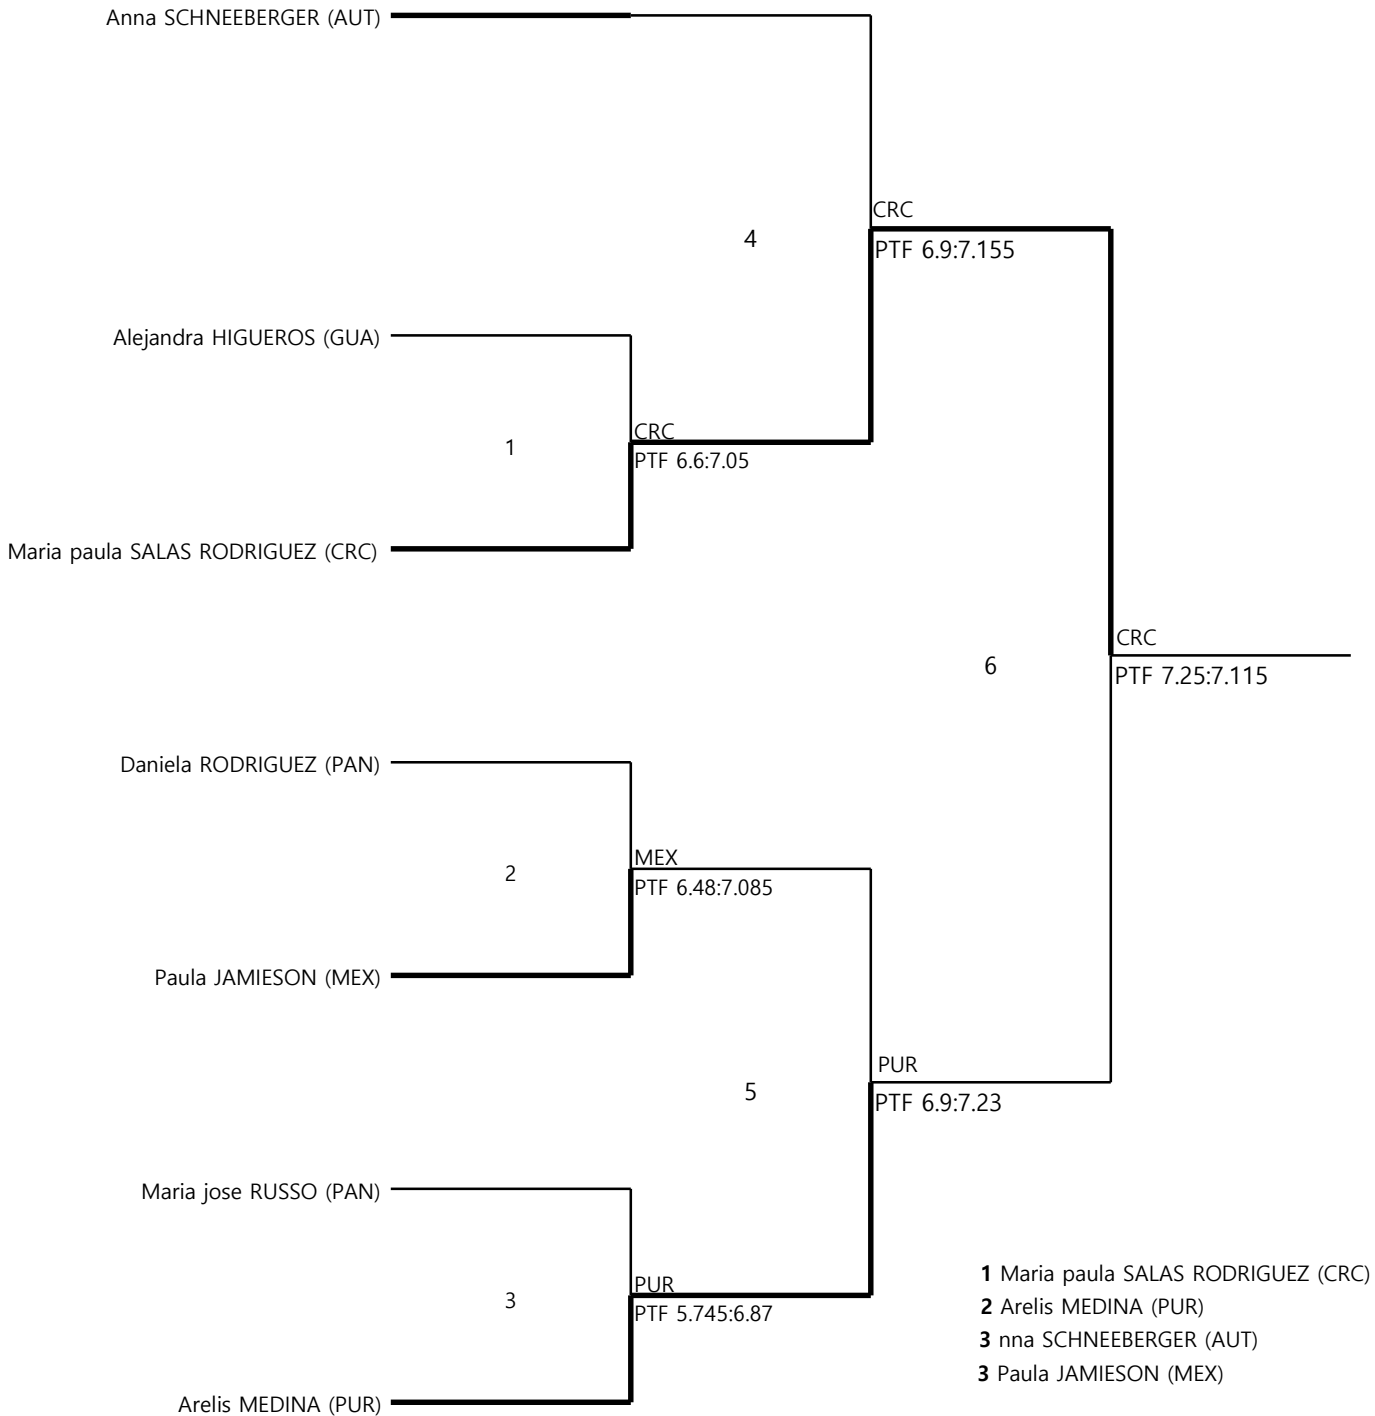 Anna SCHNEEBERGER (AUT)
CRC
4
PTF 6.9:7.155
Alejandra HIGUEROS (GUA)
CRC
1
PTF 6.6:7.05
Maria paula SALAS RODRIGUEZ (CRC)
CRC
6
PTF 7.25:7.115
Daniela RODRIGUEZ (PAN)
MEX
2
PTF 6.48:7.085
Paula JAMIESON (MEX)
PUR
5
PTF 6.9:7.23
Maria jose RUSSO (PAN)
PUR
3
PTF 5.745:6.87
Arelis MEDINA (PUR)
1 Maria paula SALAS RODRIGUEZ (CRC)
2 Arelis MEDINA (PUR)
3 nna SCHNEEBERGER (AUT)
3 Paula JAMIESON (MEX)